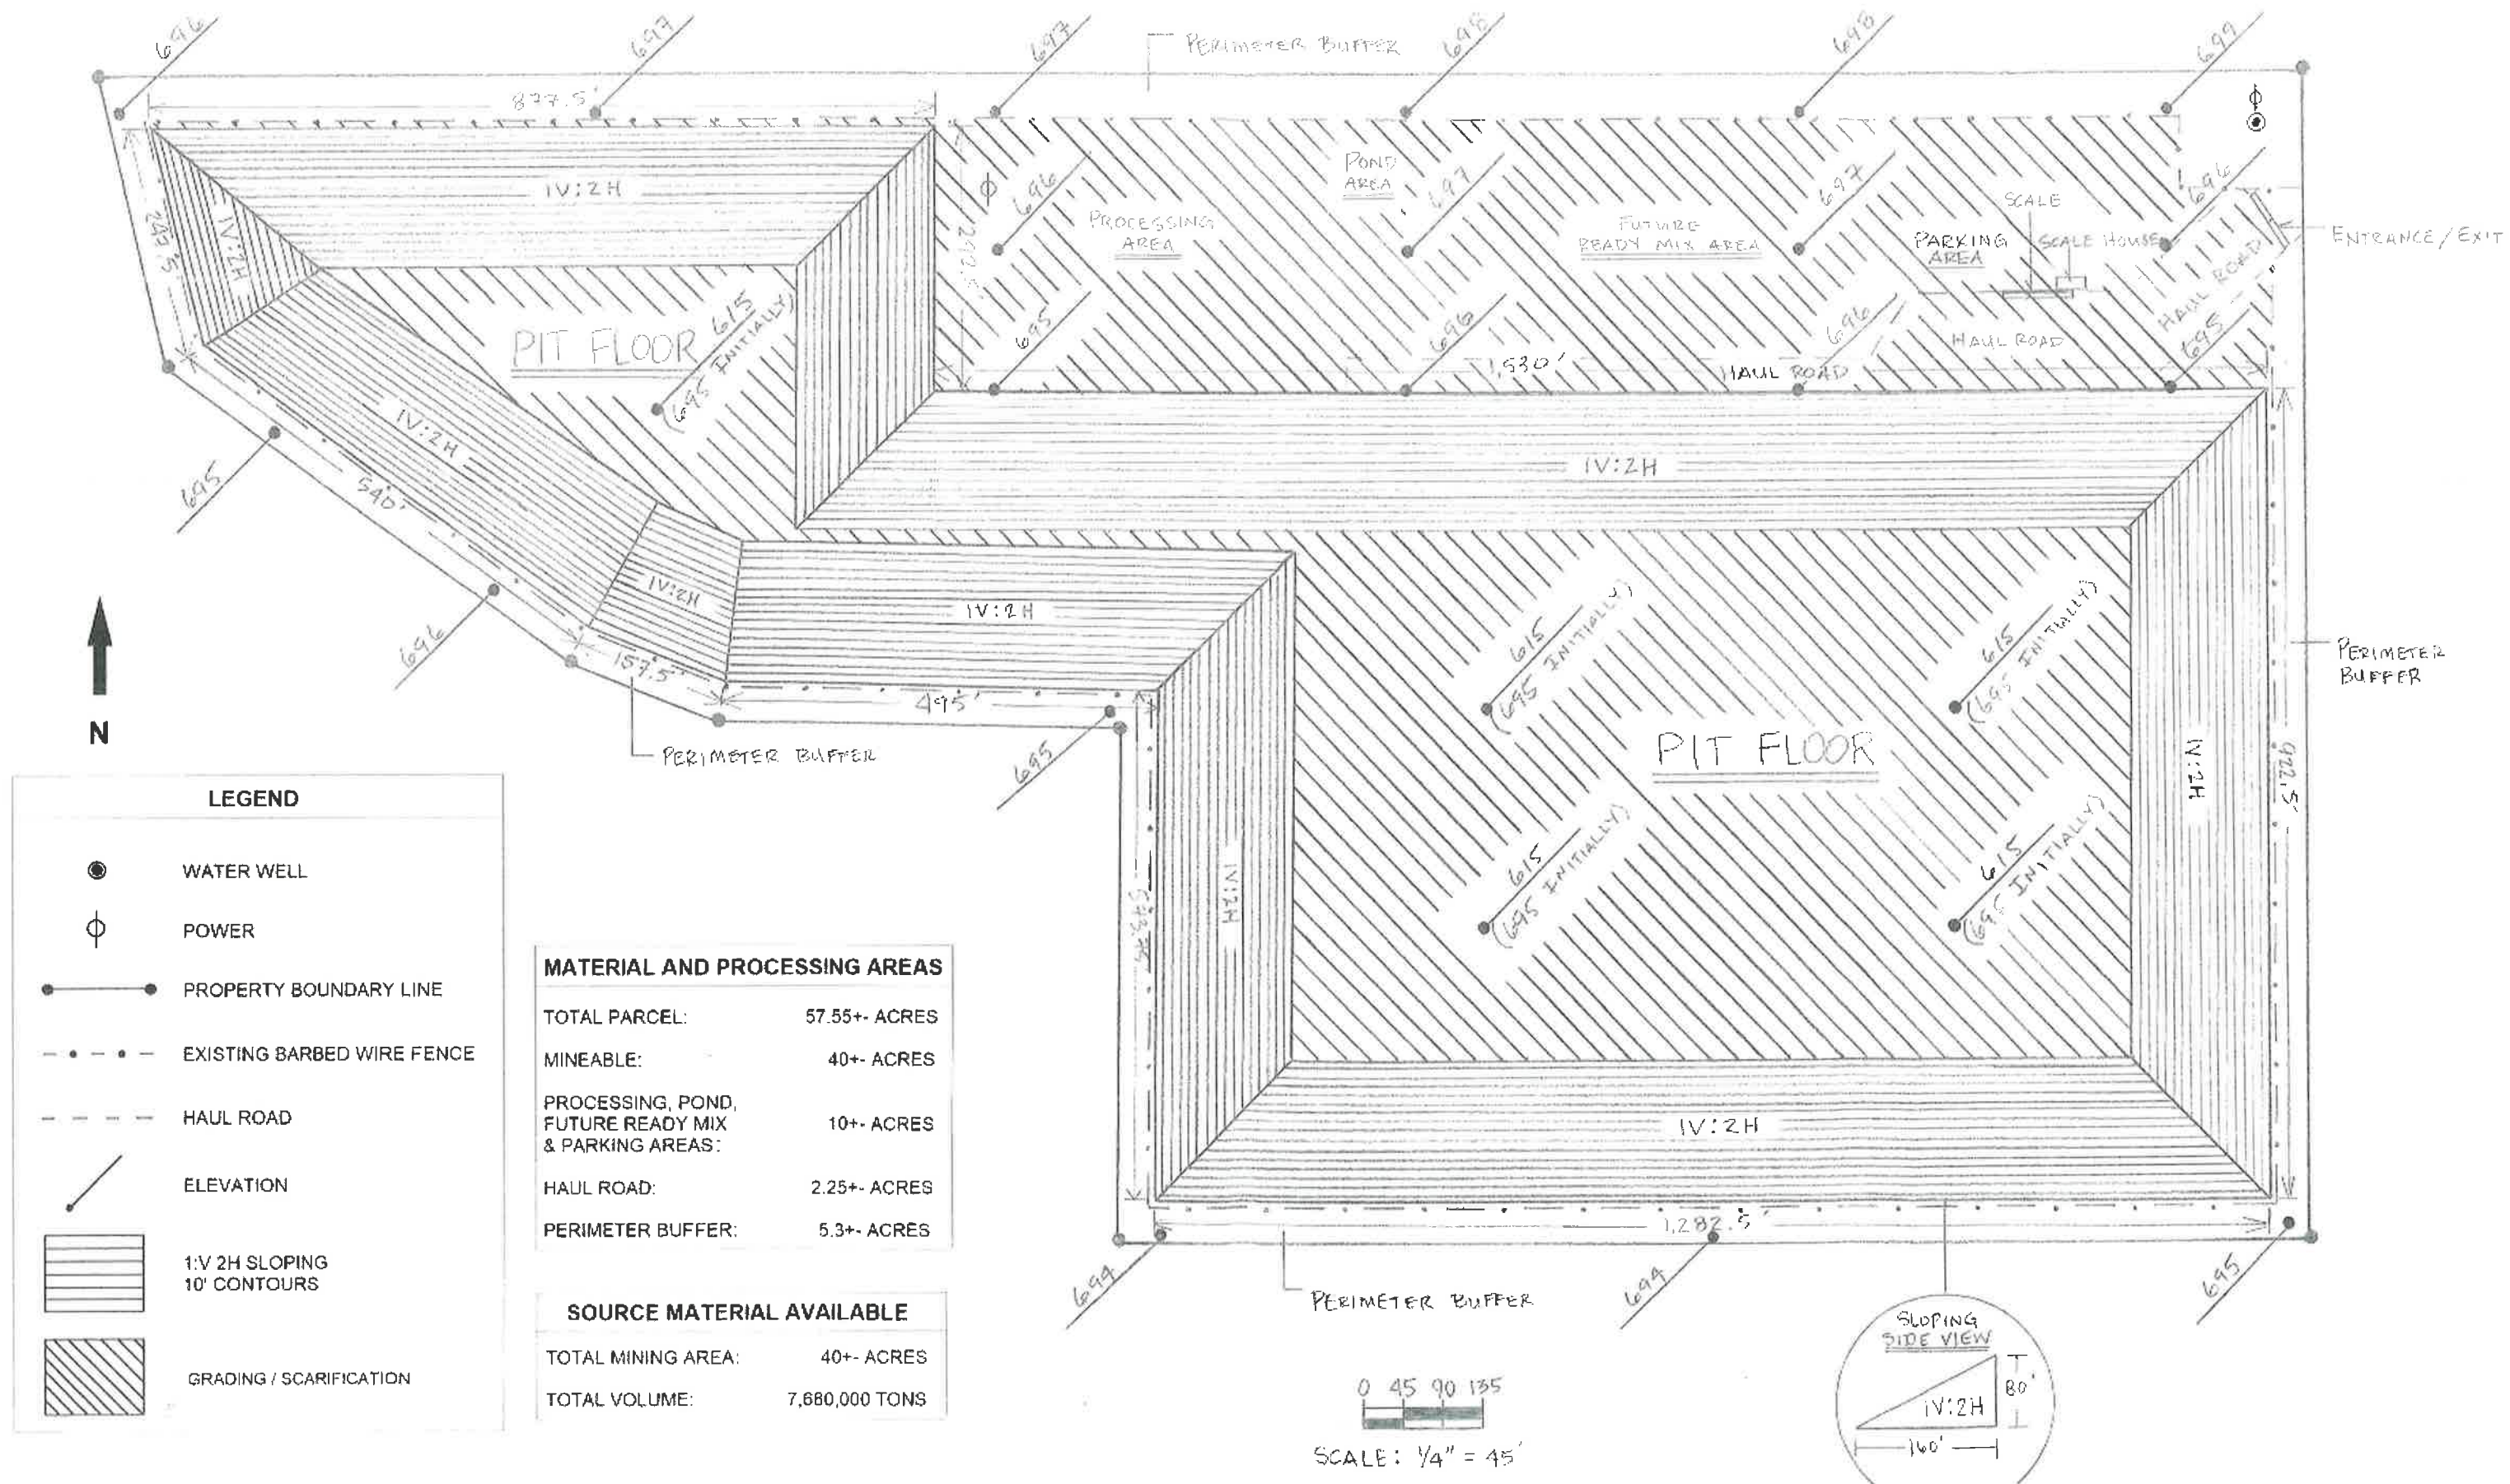 696
697
697
PERIMETER BUFFER
698
698
699
877.5'
POND
AREA
696
697
697
696
1V:2H
PROCESSING
AREA
FUTURE
READY MIX AREA
SCALE
PARKING
AREA
SCALE HOUSE
ENTRANCE/EXIT
HAUL ROAD
1V:2H
PIT FLOOR
615
(695 INITIALLY)
695
696
696
695
HAUL ROAD
1,530'
HAUL ROAD
1V:2H
1V:2H
695
540'
1V:2H
1V:2H
615
(695 INITIALLY)
615
(695 INITIALLY)
696
157.5'
495'
PERIMETER BUFFER
695
PERIMETER
BUFFER
PIT FLOOR
1V:2H
922.5'
615
(695 INITIALLY)
615
(695 INITIALLY)
1V:2H
1V:2H
1,282.5'
694
PERIMETER BUFFER
694
695
N
LEGEND
WATER WELL
POWER
PROPERTY BOUNDARY LINE
EXISTING BARBED WIRE FENCE
HAUL ROAD
ELEVATION
1:V 2H SLOPING
10' CONTOURS
GRADING / SCARIFICATION
MATERIAL AND PROCESSING AREAS
TOTAL PARCEL: 57.55+- ACRES
MINEABLE: 40+- ACRES
PROCESSING, POND,
FUTURE READY MIX 10+- ACRES
& PARKING AREAS:
HAUL ROAD: 2.25+- ACRES
PERIMETER BUFFER: 5.3+- ACRES
SOURCE MATERIAL AVAILABLE
TOTAL MINING AREA: 40+- ACRES
TOTAL VOLUME: 7,680,000 TONS
0 45 90 135
SCALE: 1/4" = 45'
SLOPING
SIDE VIEW
80'
1V:2H
160'